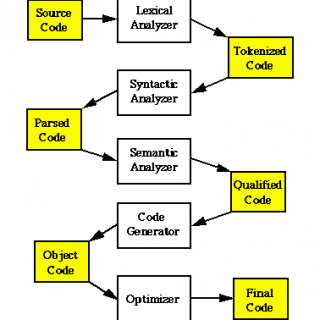 Source
Code
Lexical
Analyzer
Tokenized
Code
Syntactic
Analyzer
Parsed
Code
Semantic
Analyzer
Qualified
Code
Code
Generator
Object
Code
Optimizer
Final
Code